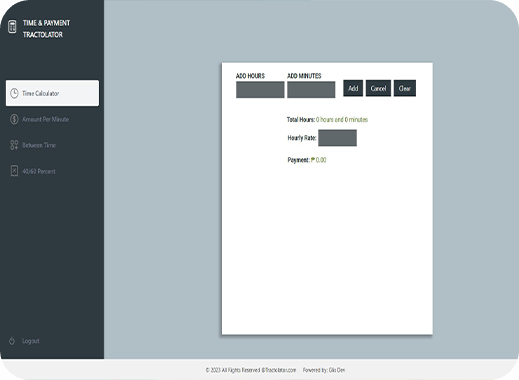 TIME & PAYMENT
TRACTOLATOR
Time Calculator
Amount Per Minute
Between Time
40/60 Percent
Logout
ADD HOURS ADD MINUTES
Add Cancel Clear
Total Hours: 0 hours and 0 minutes
Hourly Rate:
Payment: ₱ 0.00
© 2023 All Rights Reserved @Tractolator.com Powered by: Glio Dev